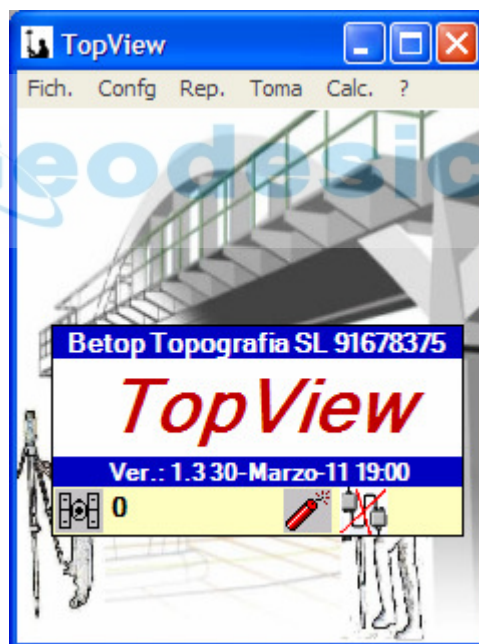 TopView
Fich. Confg Rep. Toma Calc. ?
Geodesic
Betop Topografia SL 91678375
TopView
Ver.: 1.3 30-Marzo-11 19:00
0